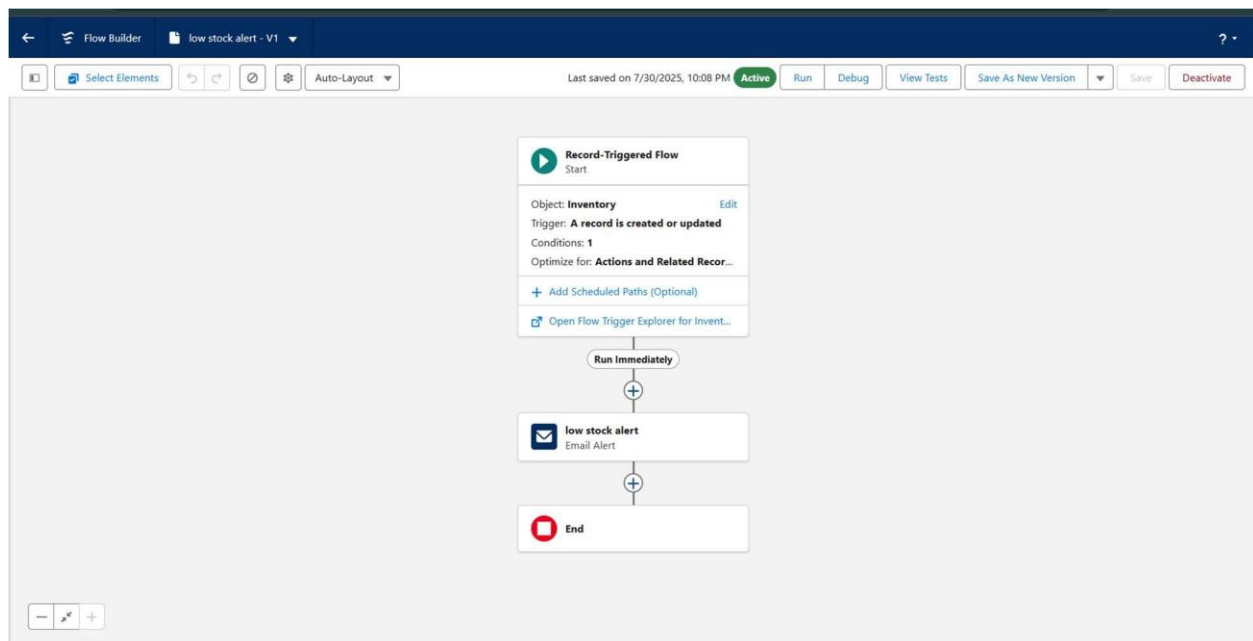 Flow Builder
low stock alert - V1
?
Select Elements
Auto-Layout
Last saved on 7/30/2025, 10:08 PM
Active
Run
Debug
View Tests
Save As New Version
Save
Deactivate
Record-Triggered Flow
Start
Object: Inventory
Edit
Trigger: A record is created or updated
Conditions: 1
Optimize for: Actions and Related Recor...
+ Add Scheduled Paths (Optional)
Open Flow Trigger Explorer for Invent...
Run Immediately
low stock alert
Email Alert
End